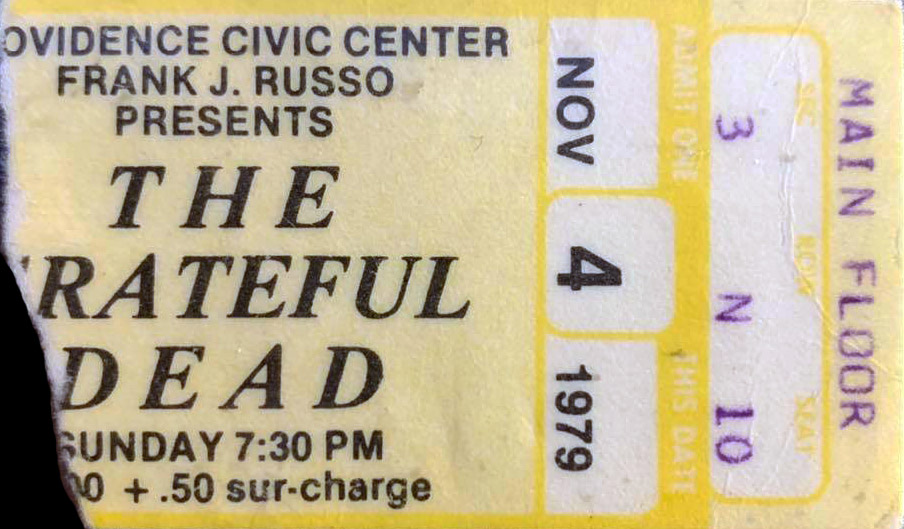 OVIDENCE CIVIC CENTER
FRANK J. RUSSO
PRESENTS
THE
RATEFUL
DEAD
SUNDAY 7:30 PM
00 + .50 sur-charge
NOV
4
1979
ADMIT ONE
THIS DATE
3
N
10
SEC
ROW
SEAT
MAIN FLOOR